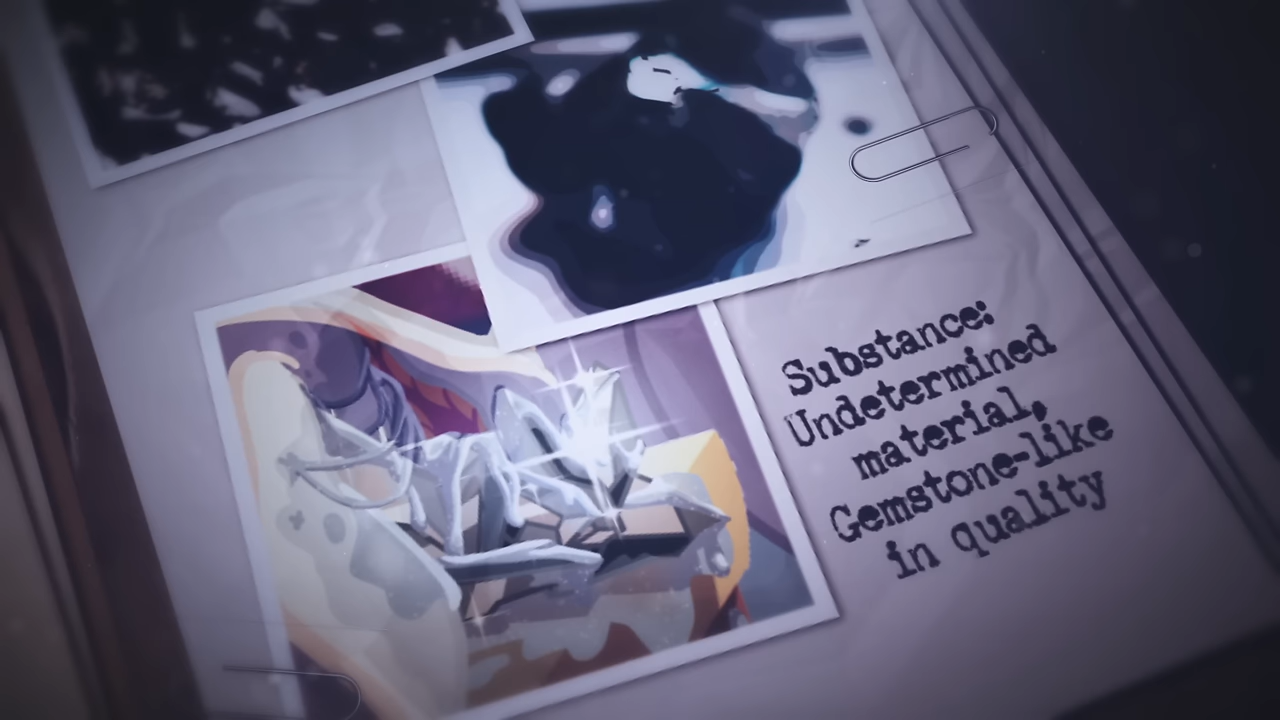 Substance:
Undetermined
material,
Gemstone-like
in quality